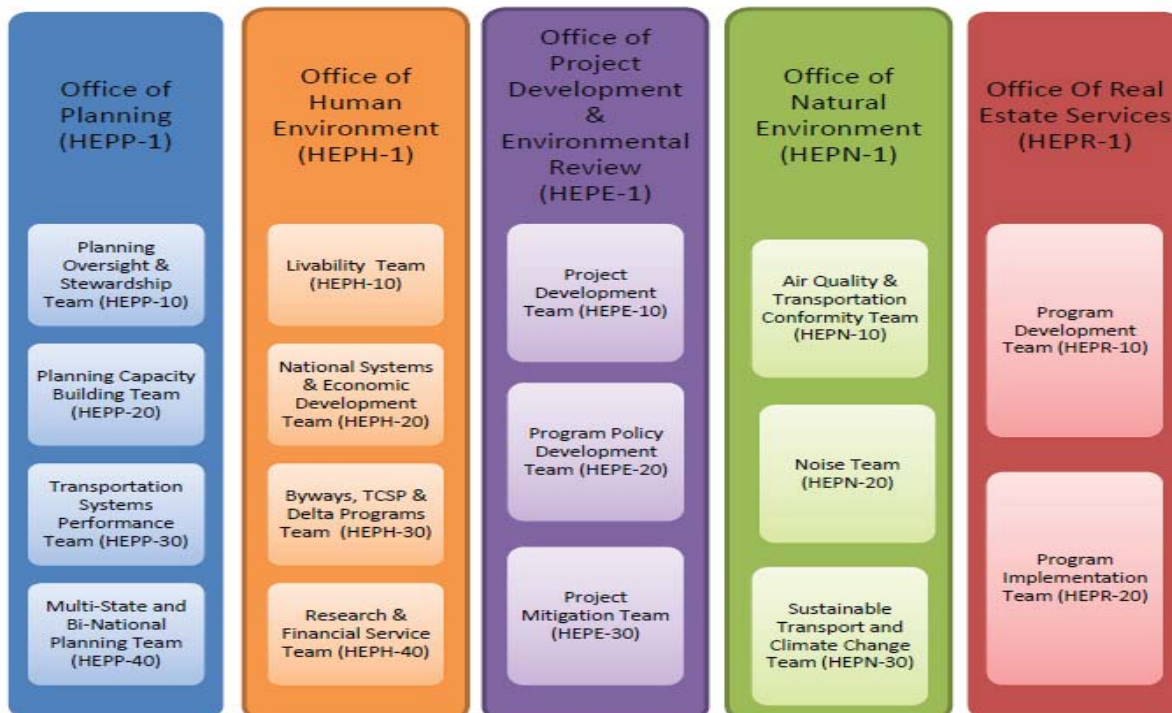 Office of
Planning
(HEPP-1)
Planning
Oversight &
Stewardship
Team (HEPP-10)
Planning Capacity
Building Team
(HEPP-20)
Transportation
Systems
Performance
Team (HEPP-30)
Multi-State and
Bi-National
Planning Team
(HEPP-40)
Office of
Human
Environment
(HEPH-1)
Livability Team
(HEPH-10)
National Systems
& Economic
Development
Team (HEPH-20)
Byways, TCSP &
Delta Programs
Team (HEPH-30)
Research &
Financial Service
Team (HEPH-40)
Office of
Project
Development
&
Environmental
Review
(HEPE-1)
Project
Development
Team (HEPE-10)
Program Policy
Development
Team (HEPE-20)
Project
Mitigation Team
(HEPE-30)
Office of
Natural
Environment
(HEPN-1)
Air Quality &
Transportation
Conformity Team
(HEPN-10)
Noise Team
(HEPN-20)
Sustainable
Transport and
Climate Change
Team (HEPN-30)
Office Of Real
Estate Services
(HEPR-1)
Program
Development
Team (HEPR-10)
Program
Implementation
Team (HEPR-20)